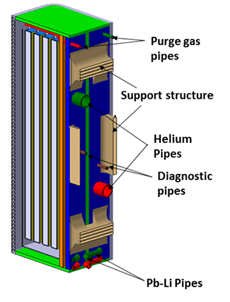 Purge gas
pipes
Support structure
Helium
Pipes
Diagnostic
pipes
Pb-Li Pipes